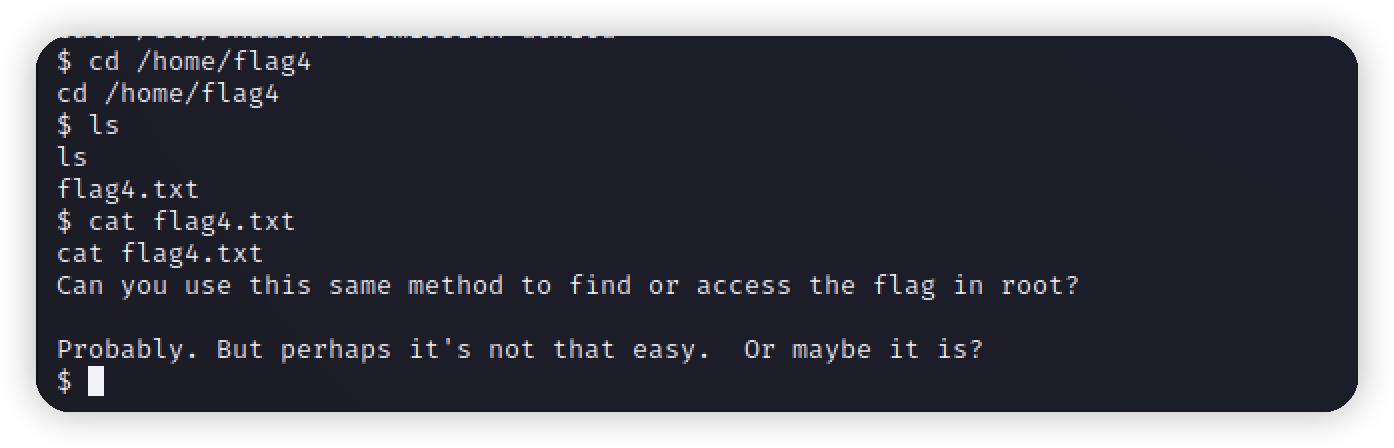 $ cd /home/flag4
cd /home/flag4
$ ls
ls
flag4.txt
$ cat flag4.txt
cat flag4.txt
Can you use this same method to find or access the flag in root?
Probably. But perhaps it's not that easy.  Or maybe it is?
$